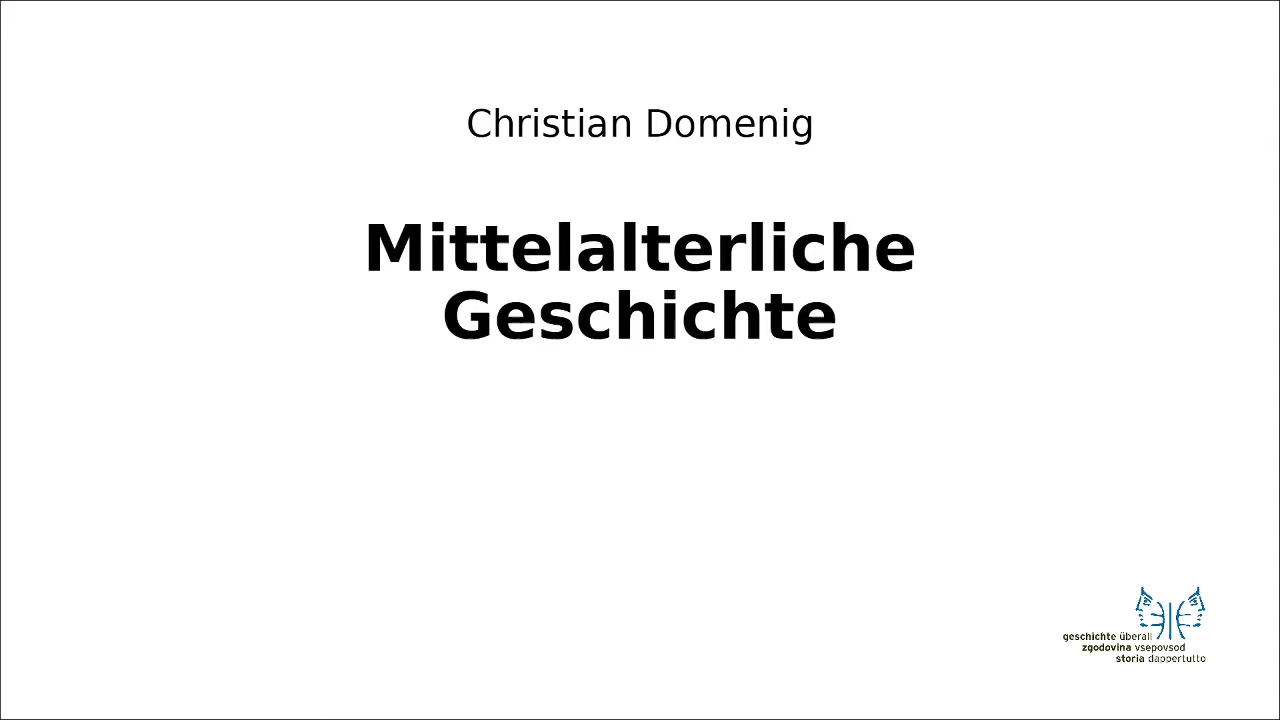 Christian Domenig
Mittelalterliche
Geschichte
geschichte überall
zgodovina vsepovsod
storia dappertutto